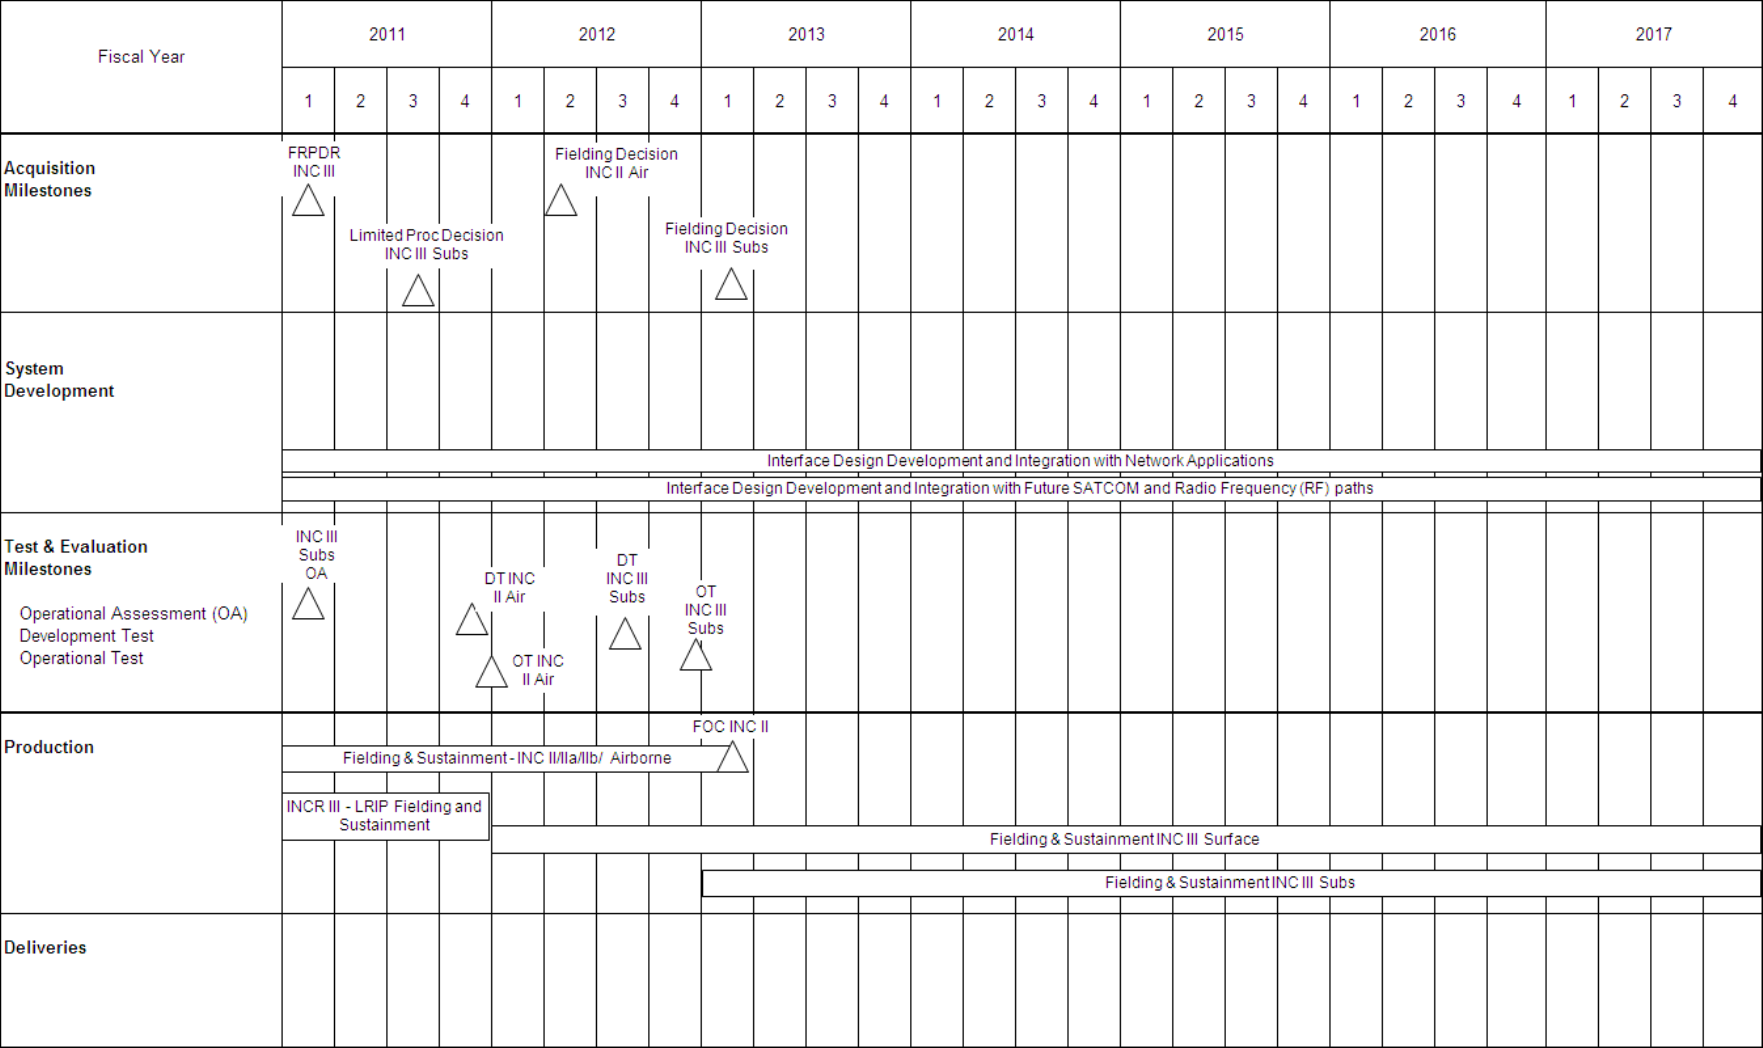 Fiscal Year
2011 2012 2013 2014 2015 2016 2017
1 2 3 4 1 2 3 4 1 2 3 4 1 2 3 4 1 2 3 4 1 2 3 4 1 2 3 4
Acquisition
Milestones
FRPDR
INC III
Limited Proc Decision
INC III Subs
Fielding Decision
INC II Air
Fielding Decision
INC III Subs
System
Development
Interface Design Development and Integration with Network Applications
Interface Design Development and Integration with Future SATCOM and Radio Frequency (RF) paths
Test & Evaluation
Milestones
Operational Assessment (OA)
Development Test
Operational Test
INC III
Subs
OA
DT INC
II Air
OT INC
II Air
DT
INC III
Subs
OT
INC III
Subs
Production
FOC INC II
Fielding & Sustainment - INC II/IIa/IIb/ Airborne
INCR III - LRIP Fielding and
Sustainment
Fielding & Sustainment INC III Surface
Fielding & Sustainment INC III Subs
Deliveries